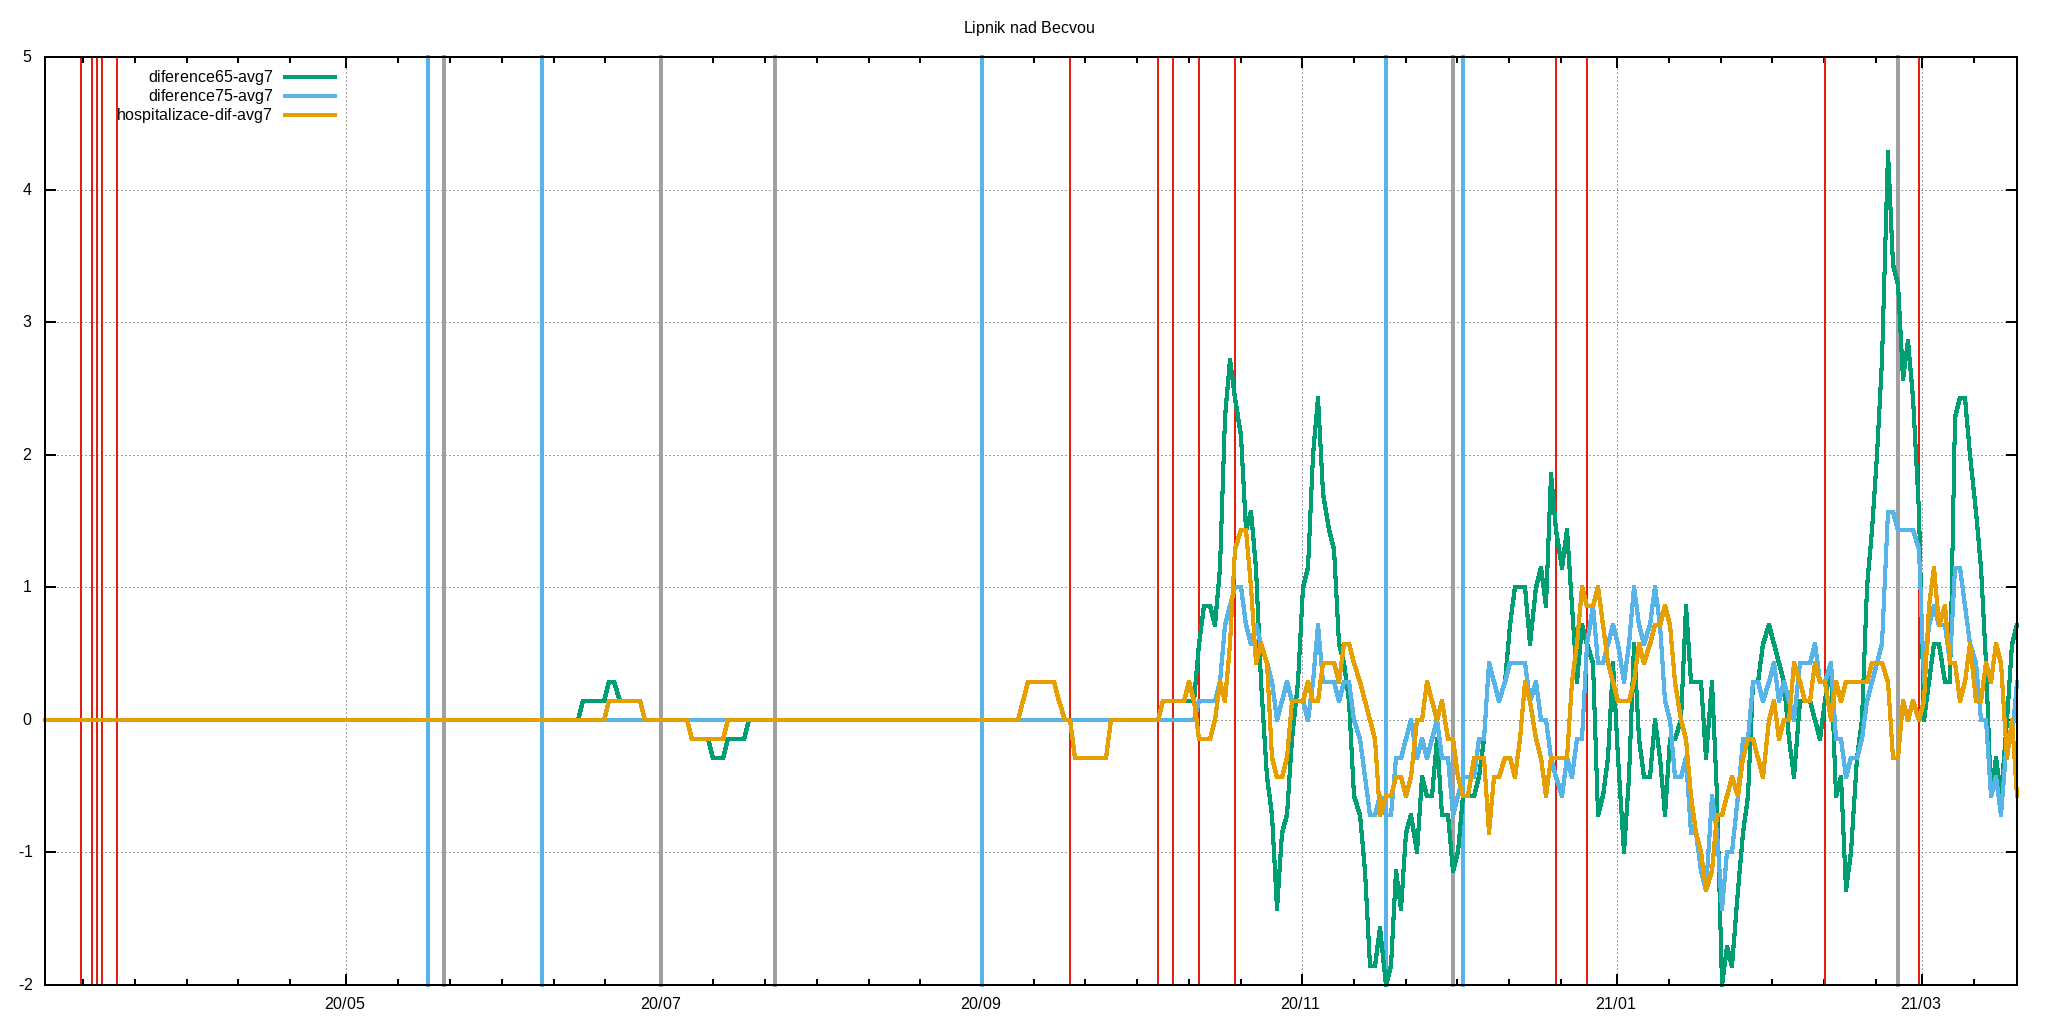 Lipnik nad Becvou
diference65-avg7
diference75-avg7
hospitalizace-dif-avg7
5
4
3
2
1
0
-1
-2
20/05 20/07 20/09 20/11 21/01 21/03